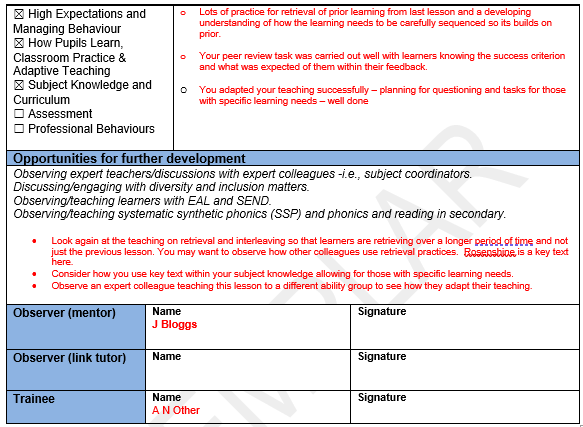 ☒ High Expectations and
Managing Behaviour
☒ How Pupils Learn,
Classroom Practice &
Adaptive Teaching
☒ Subject Knowledge and
Curriculum
☐ Assessment
☐ Professional Behaviours
o Lots of practice for retrieval of prior learning from last lesson and a developing
understanding of how the learning needs to be carefully sequenced so its builds on
prior.
o Your peer review task was carried out well with learners knowing the success criterion
and what was expected of them within their feedback.
o You adapted your teaching successfully – planning for questioning and tasks for those
with specific learning needs – well done
Opportunities for further development
Observing expert teachers/discussions with expert colleagues -i.e., subject coordinators.
Discussing/engaging with diversity and inclusion matters.
Observing/teaching learners with EAL and SEND.
Observing/teaching systematic synthetic phonics (SSP) and phonics and reading in secondary.
• Look again at the teaching on retrieval and interleaving so that learners are retrieving over a longer period of time and not
just the previous lesson. You may want to observe how other colleagues use retrieval practices. Rosenshine is a key text
here.
• Consider how you use key text within your subject knowledge allowing for those with specific learning needs.
• Observe an expert colleague teaching this lesson to a different ability group to see how they adapt their teaching.
Observer (mentor) Name Signature
J Bloggs
Observer (link tutor) Name Signature
Trainee Name Signature
A N Other